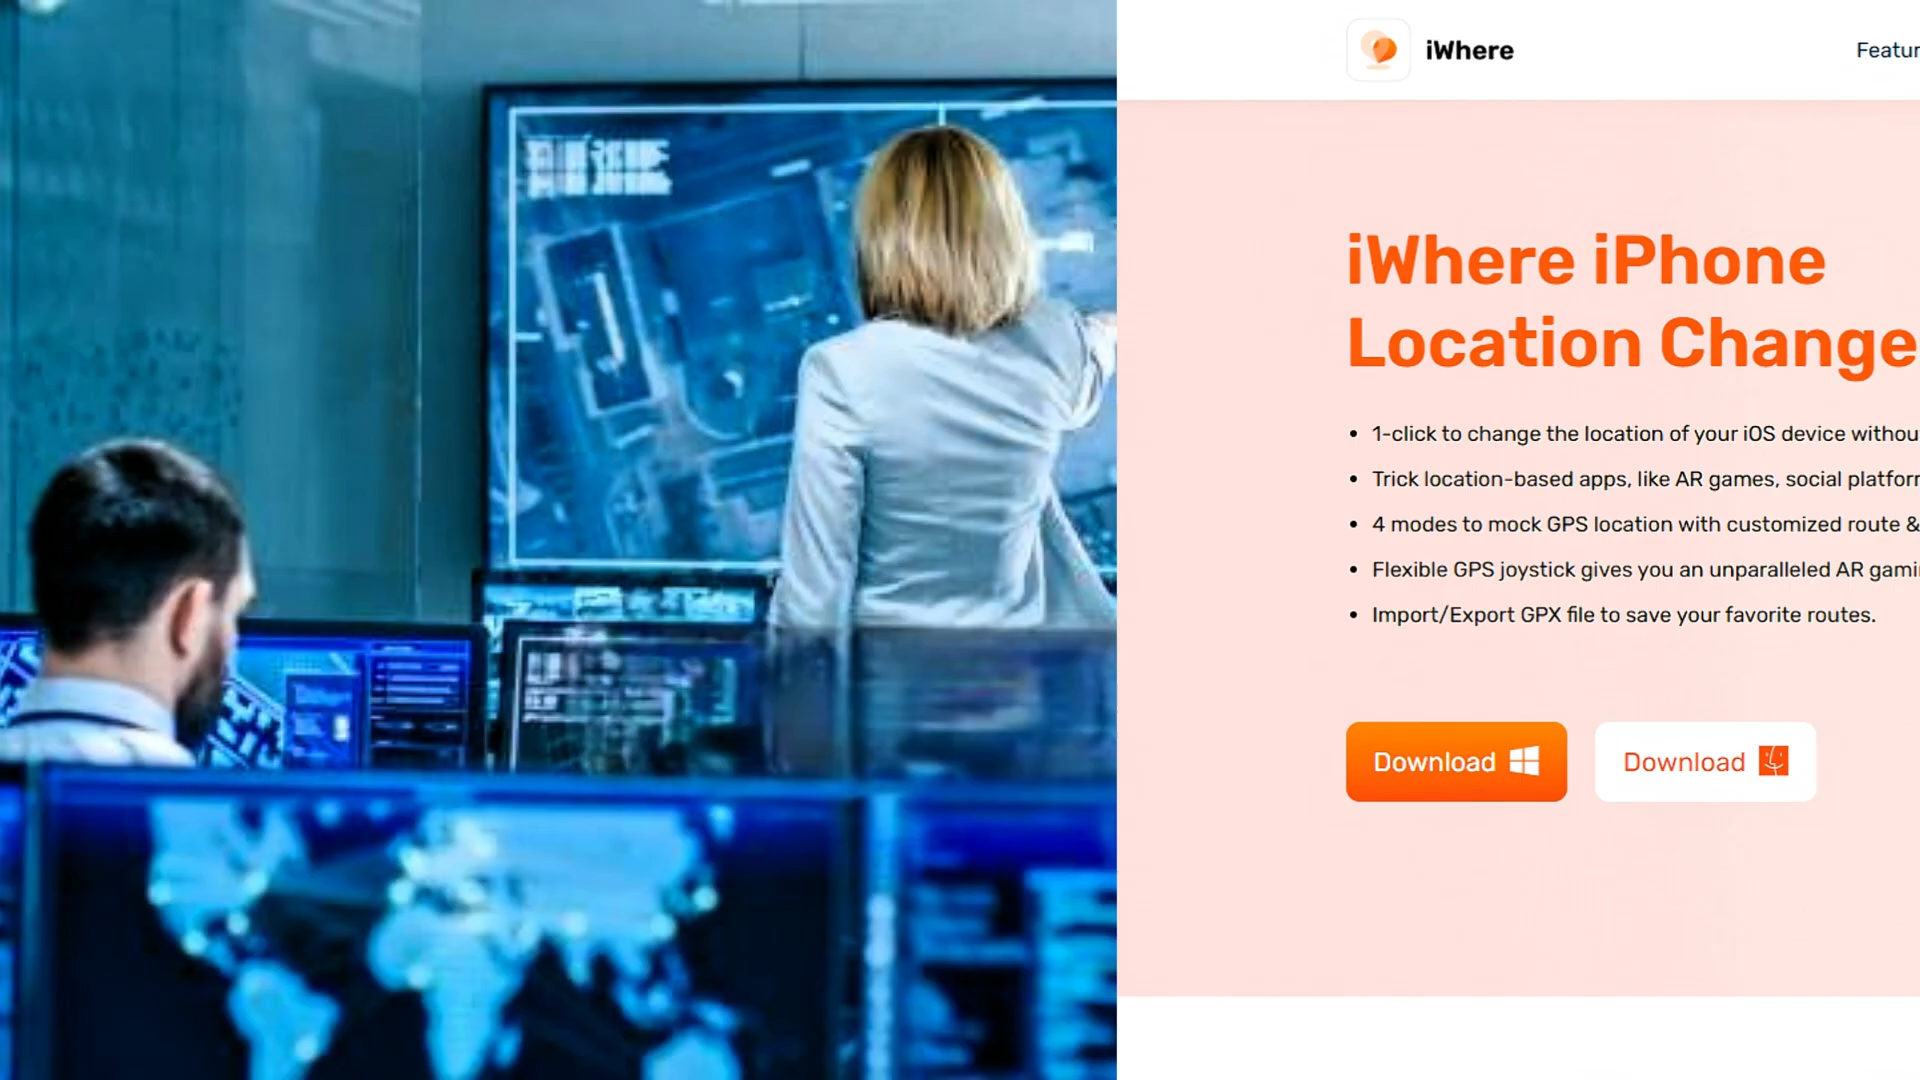 iWhere
Featur
iWhere iPhone
Location Change
1-click to change the location of your iOS device withou
Trick location-based apps, like AR games, social platfor
4 modes to mock GPS location with customized route &
Flexible GPS joystick gives you an unparalleled AR gami
Import/Export GPX file to save your favorite routes.
Download
Download